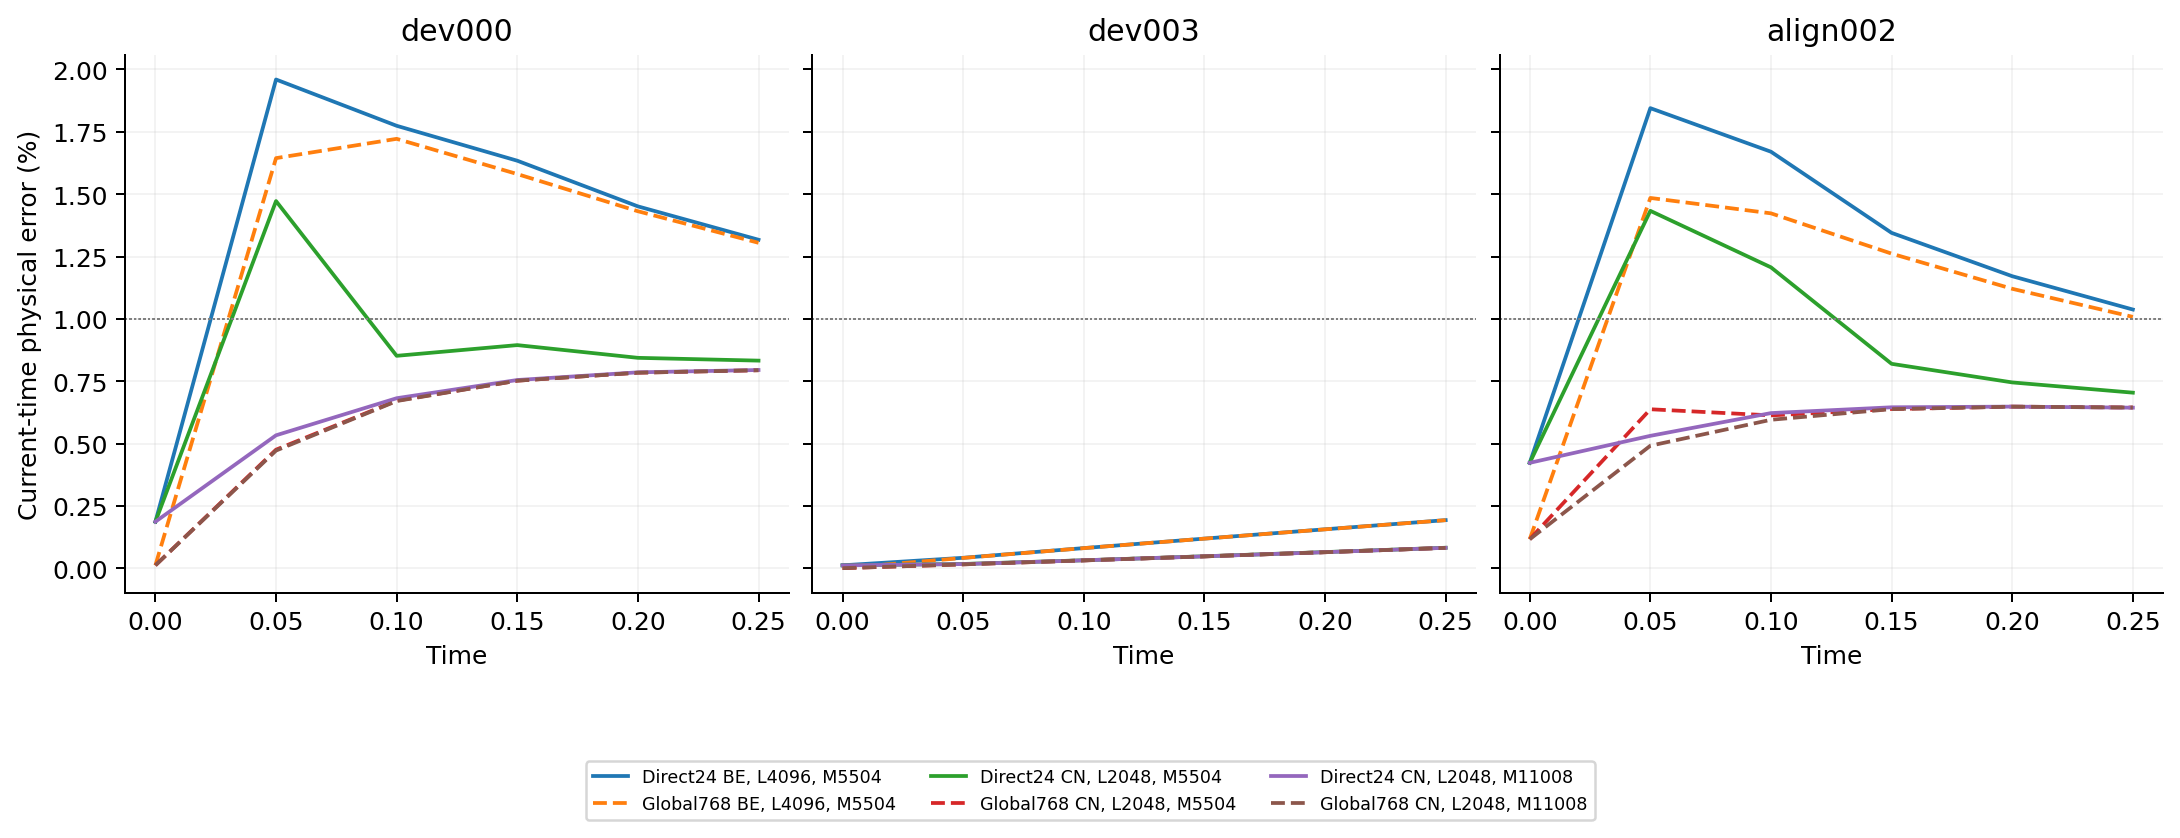 dev000
dev003
align002
Current-time physical error (%)
2.00
1.75
1.50
1.25
1.00
0.75
0.50
0.25
0.00
0.00 0.05 0.10 0.15 0.20 0.25
0.00 0.05 0.10 0.15 0.20 0.25
0.00 0.05 0.10 0.15 0.20 0.25
Time
Time
Time
Direct24 BE, L4096, M5504
Global768 BE, L4096, M5504
Direct24 CN, L2048, M5504
Global768 CN, L2048, M5504
Direct24 CN, L2048, M11008
Global768 CN, L2048, M11008